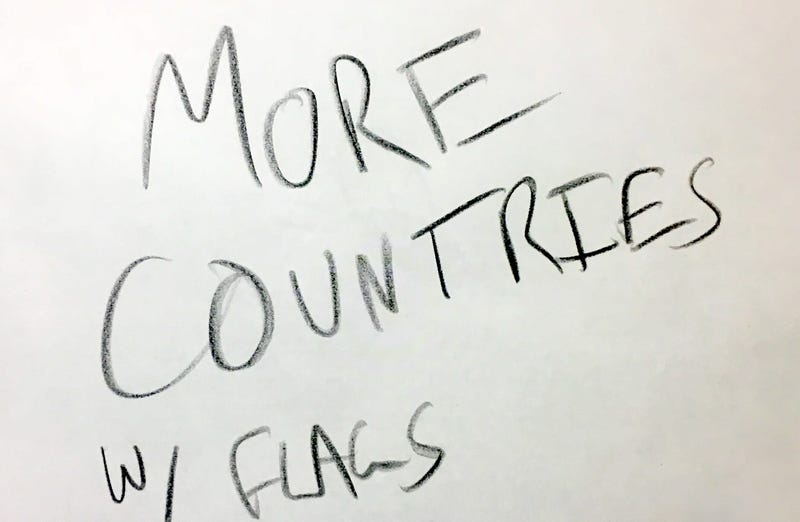 MORE
COUNTRIES
W/ FLAGS